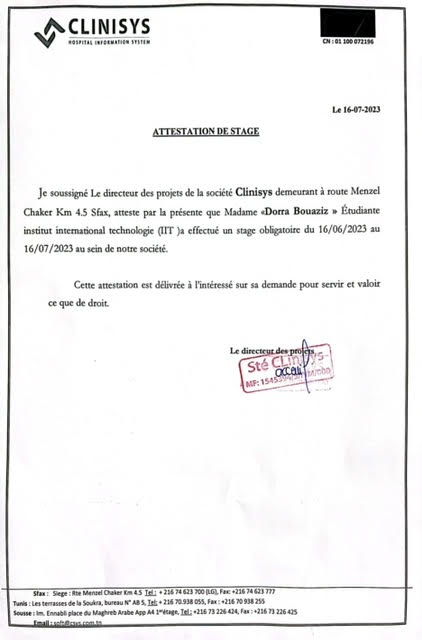 CLINISYS
HOSPITAL INFORMATION SYSTEM
CN : 01 100 072196
Le 16-07-2023
ATTESTATION DE STAGE
Je soussigné Le directeur des projets de la société Clinisys demeurant à route Menzel
Chaker Km 4.5 Sfax, atteste par la présente que Madame «Dorra Bouaziz » Étudiante
institut international technologie (IIT )a effectué un stage obligatoire du 16/06/2023 au
16/07/2023 au sein de notre société.
Cette attestation est délivrée à l'intéressé sur sa demande pour servir et valoir
ce que de droit.
Le directeur des projets
Sté CLiniSys
MF: 1545394
Sfax : Siege : Rte Menzel Chaker Km 4.5 Tel : + 216 74 623 700 (LG), Fax: +216 74 623 777
Tunis : Les terrasses de la Soukra, bureau N° AB 5, Tel: + 216 70.938 055, Fax : +216 70 938 255
Sousse : Im. Ennabli place du Maghreb Arabe App A4 1ᵉʳétage, Tel : +216 73 226 424, Fax : +216 73 226 425
Email : soft@csys.com.tn